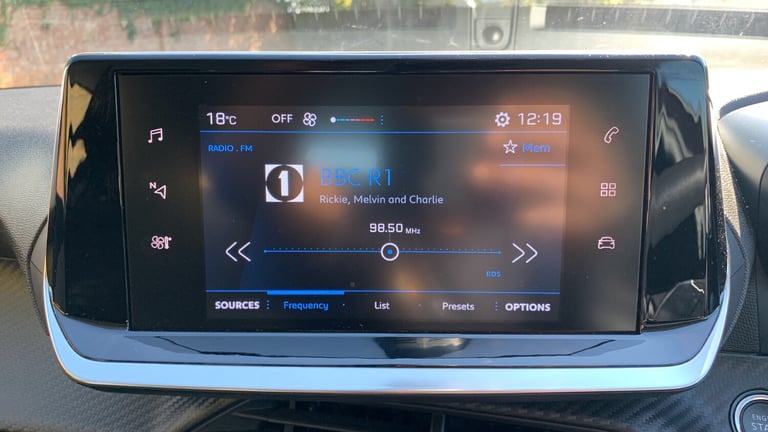 18°C OFF 12:19
RADIO . FM
Mem
1
BBC R1
Rickie, Melvin and Charlie
98.50 MHz
RDS
SOURCES Frequency List Presets OPTIONS
N